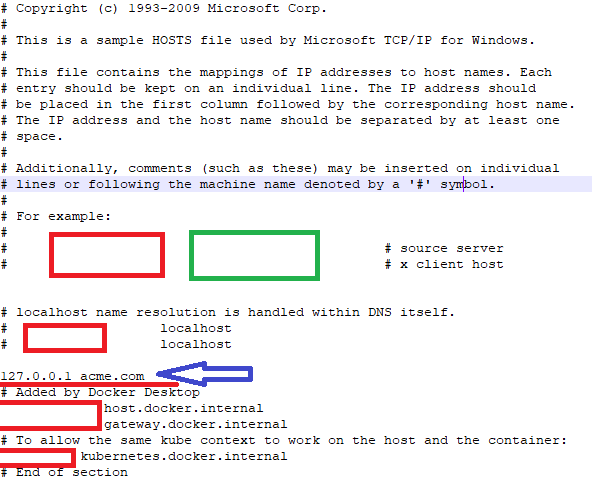 # Copyright (c) 1993-2009 Microsoft Corp.
#
# This is a sample HOSTS file used by Microsoft TCP/IP for Windows.
#
# This file contains the mappings of IP addresses to host names. Each
# entry should be kept on an individual line. The IP address should
# be placed in the first column followed by the corresponding host name.
# The IP address and the host name should be separated by at least one
# space.
#
# Additionally, comments (such as these) may be inserted on individual
# lines or following the machine name denoted by a '#' symbol.
#
# For example:
#
# # source server
# # x client host
# localhost name resolution is handled within DNS itself.
# localhost
# localhost
127.0.0.1 acme.com
# Added by Docker Desktop
host.docker.internal
gateway.docker.internal
# To allow the same kube context to work on the host and the container:
kubernetes.docker.internal
# End of section